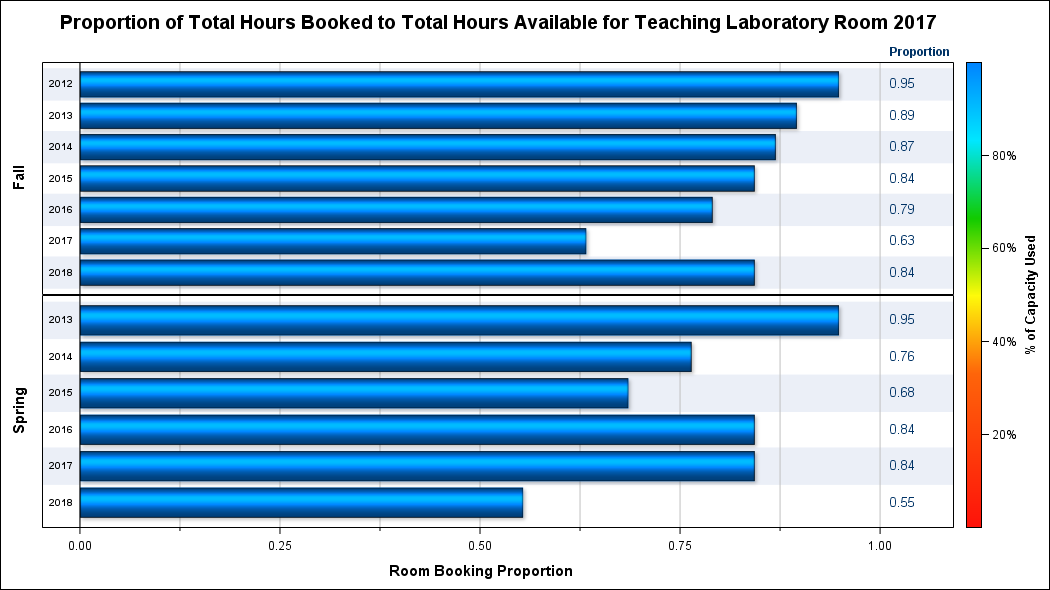 Proportion of Total Hours Booked to Total Hours Available for Teaching Laboratory Room 2017
Proportion
Fall
2012 0.95
2013 0.89
2014 0.87
2015 0.84
2016 0.79
2017 0.63
2018 0.84
Spring
2013 0.95
2014 0.76
2015 0.68
2016 0.84
2017 0.84
2018 0.55
0.00 0.25 0.50 0.75 1.00
Room Booking Proportion
80%
60%
40%
20%
% of Capacity Used